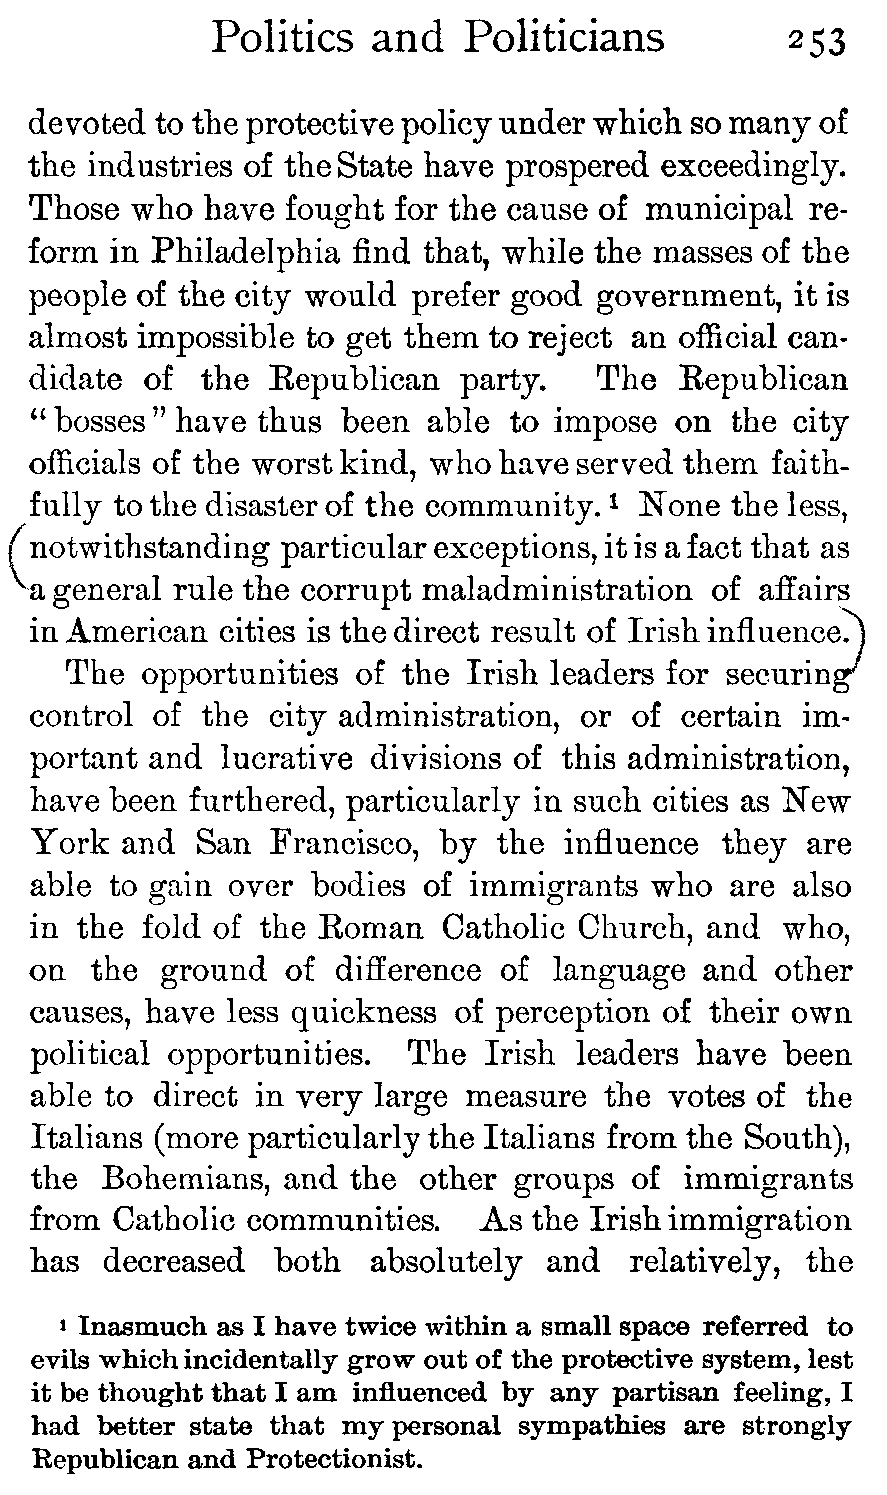 Politics and Politicians 253
devoted to the protective policy under which so many of
the industries of the State have prospered exceedingly.
Those who have fought for the cause of municipal re-
form in Philadelphia find that, while the masses of the
people of the city would prefer good government, it is
almost impossible to get them to reject an official can-
didate of the Republican party. The Republican
“bosses” have thus been able to impose on the city
officials of the worst kind, who have served them faith-
fully to the disaster of the community.¹ None the less,
(notwithstanding particular exceptions, it is a fact that as
a general rule the corrupt maladministration of affairs
in American cities is the direct result of Irish influence.)
The opportunities of the Irish leaders for securing
control of the city administration, or of certain im-
portant and lucrative divisions of this administration,
have been furthered, particularly in such cities as New
York and San Francisco, by the influence they are
able to gain over bodies of immigrants who are also
in the fold of the Roman Catholic Church, and who,
on the ground of difference of language and other
causes, have less quickness of perception of their own
political opportunities. The Irish leaders have been
able to direct in very large measure the votes of the
Italians (more particularly the Italians from the South),
the Bohemians, and the other groups of immigrants
from Catholic communities. As the Irish immigration
has decreased both absolutely and relatively, the
¹ Inasmuch as I have twice within a small space referred to
evils which incidentally grow out of the protective system, lest
it be thought that I am influenced by any partisan feeling, I
had better state that my personal sympathies are strongly
Republican and Protectionist.